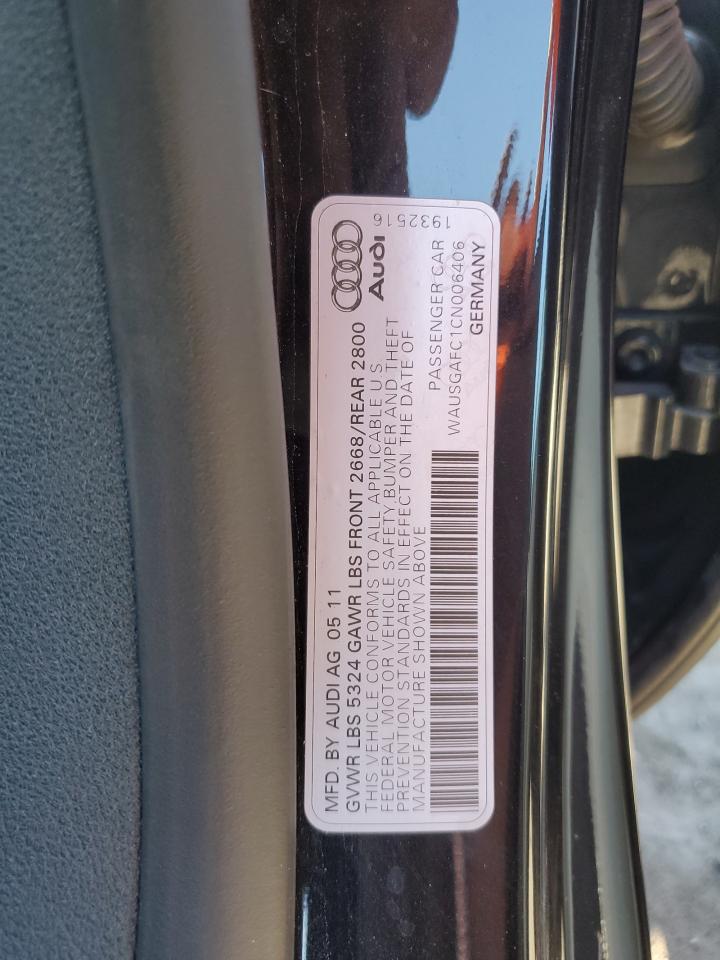 MFD. BY AUDI AG 05 11
GVWR LBS 5324 GAWR LBS FRONT 2668/REAR 2800
THIS VEHICLE CONFORMS TO ALL APPLICABLE U S
FEDERAL MOTOR VEHICLE SAFETY, BUMPER AND THEFT
PREVENTION STANDARDS IN EFFECT ON THE DATE OF
MANUFACTURE SHOWN ABOVE
Audi
1932516
PASSENGER CAR
WAUSGAFC1CN006406
GERMANY